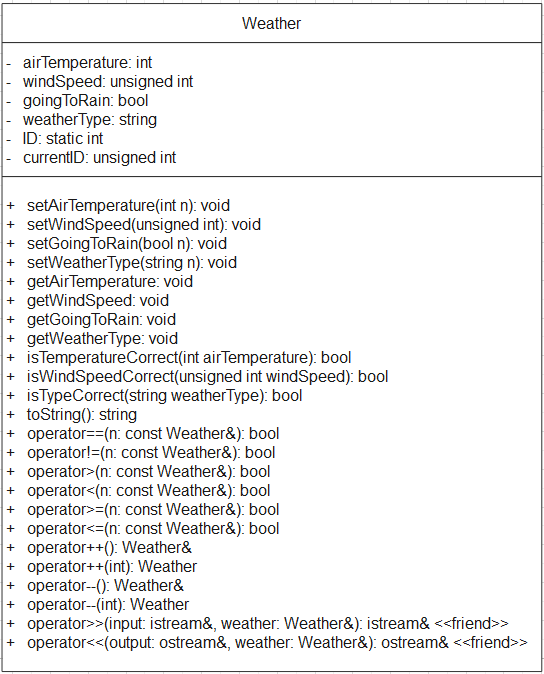 Weather
- airTemperature: int
- windSpeed: unsigned int
- goingToRain: bool
- weatherType: string
- ID: static int
- currentID: unsigned int
+ setAirTemperature(int n): void
+ setWindSpeed(unsigned int): void
+ setGoingToRain(bool n): void
+ setWeatherType(string n): void
+ getAirTemperature: void
+ getWindSpeed: void
+ getGoingToRain: void
+ getWeatherType: void
+ isTemperatureCorrect(int airTemperature): bool
+ isWindSpeedCorrect(unsigned int windSpeed): bool
+ isTypeCorrect(string weatherType): bool
+ toString(): string
+ operator==(n: const Weather&): bool
+ operator!=(n: const Weather&): bool
+ operator>(n: const Weather&): bool
+ operator<(n: const Weather&): bool
+ operator>=(n: const Weather&): bool
+ operator<=(n: const Weather&): bool
+ operator++(): Weather&
+ operator++(int): Weather
+ operator--(): Weather&
+ operator--(int): Weather
+ operator>>(input: istream&, weather: Weather&): istream& <<friend>>
+ operator<<(output: ostream&, weather: Weather&): ostream& <<friend>>